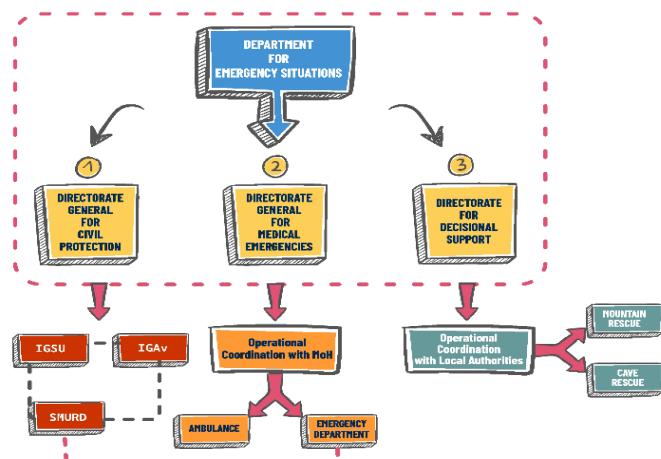 DEPARTMENT
FOR
EMERGENCY SITUATIONS
1
2
3
DIRECTORATE
GENERAL
FOR
CIVIL
PROTECTION
DIRECTORATE
GENERAL
FOR
MEDICAL
EMERGENCIES
DIRECTORATE
FOR
DECISIONAL
SUPPORT
IGSU
IGAv
SMURD
Operational
Coordination with MoH
AMBULANCE
EMERGENCY
DEPARTMENT
Operational
Coordination
with Local Authorities
MOUNTAIN
RESCUE
CAVE
RESCUE